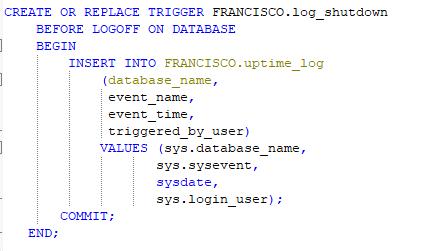 CREATE OR REPLACE TRIGGER FRANCISCO.log_shutdown
BEFORE LOGOFF ON DATABASE
BEGIN
INSERT INTO FRANCISCO.uptime_log
(database_name,
event_name,
event_time,
triggered_by_user)
VALUES (sys.database_name,
sys.sysevent,
sysdate,
sys.login_user);
COMMIT;
END;